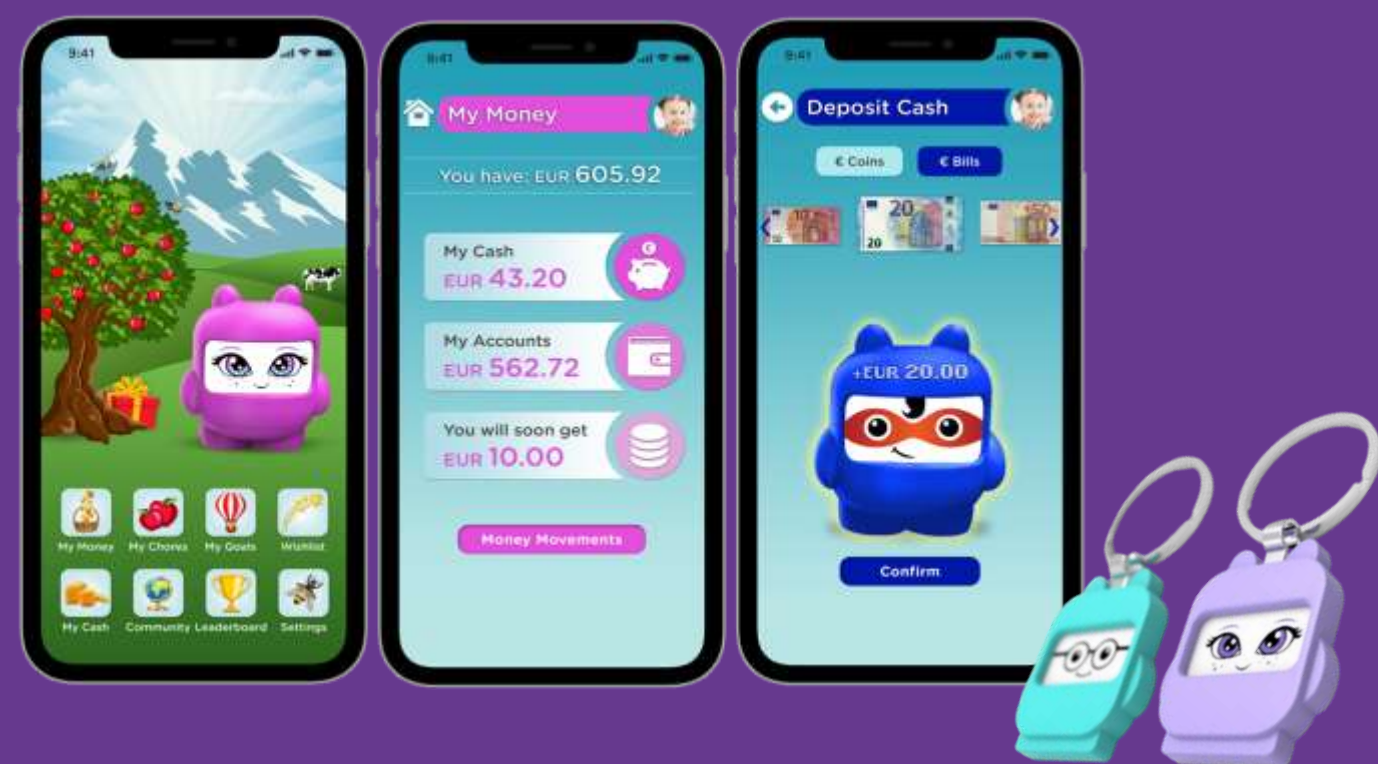 9:41
My Money My Chores My Goals Wishlist
My Cash Community Leaderboard Settings
9:41
My Money
You have: EUR 605.92
My Cash
EUR 43.20
€
My Accounts
EUR 562.72
You will soon get
EUR 10.00
Money Movements
9:41
Deposit Cash
€ Coins € Bills
10 20 50
20
+EUR 20.00
Confirm